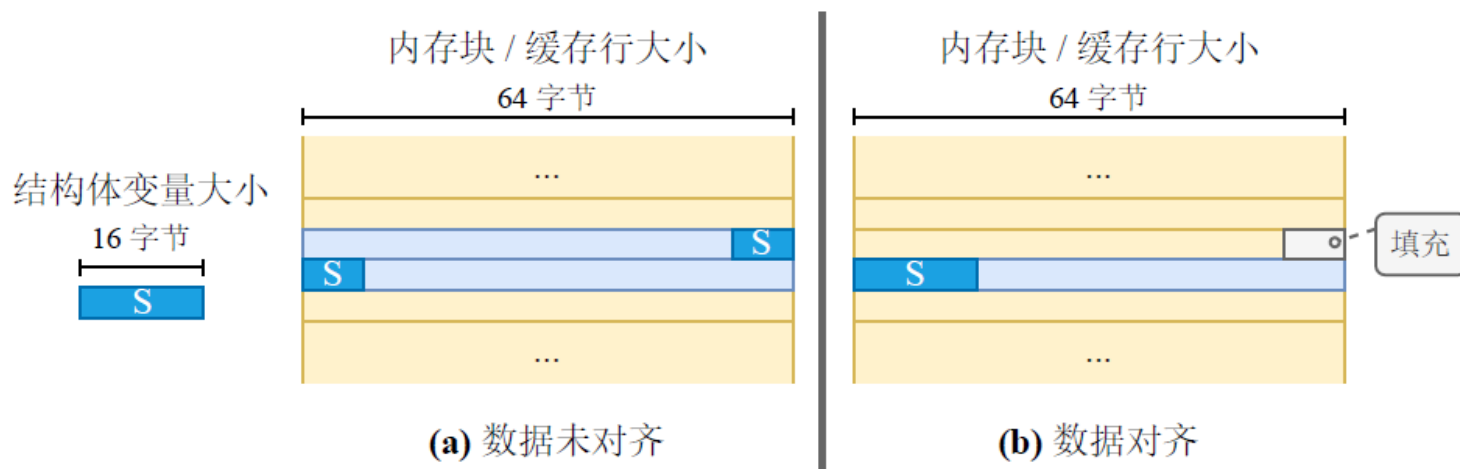 内存块 / 缓存行大小
64 字节
内存块 / 缓存行大小
64 字节
结构体变量大小
16 字节
S
...
S
S
...
(a) 数据未对齐
...
填充
S
...
(b) 数据对齐